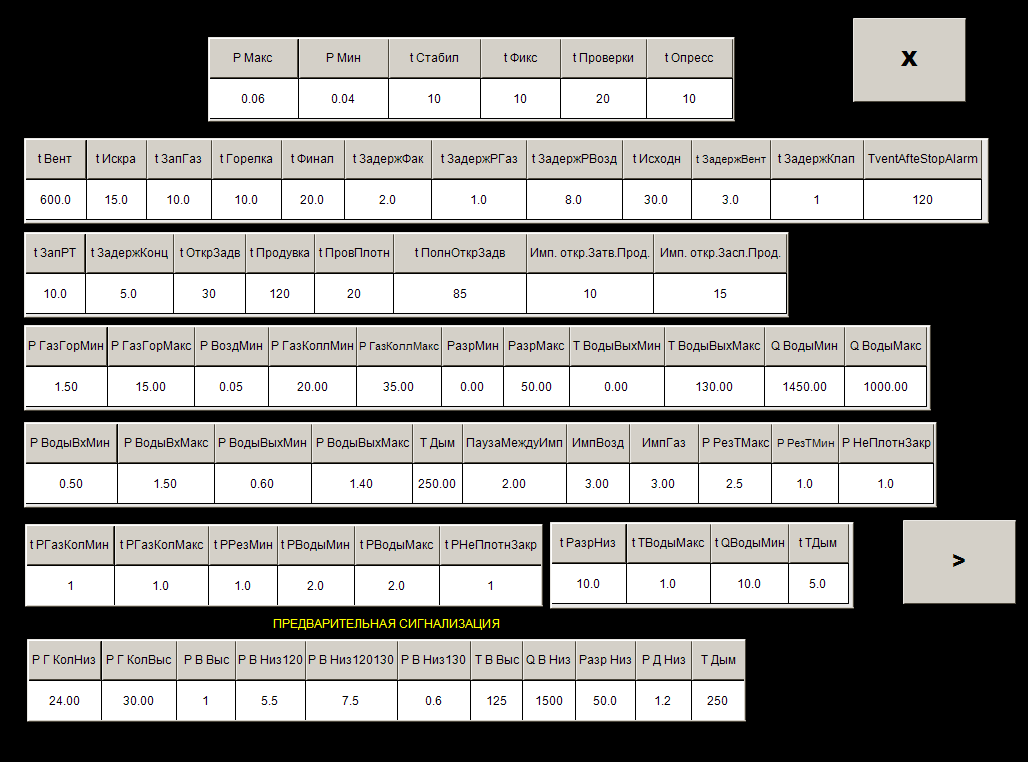 P Макс P Мин t Стабил t Фикс t Проверки t Опресс
0.06 0.04 10 10 20 10
X
t Вент t Искра t ЗапГаз t Горелка t Финал t ЗадержФак t ЗадержРГаз t ЗадержРВозд t Исходн t ЗадержВент t ЗадержКлап TventAfteStopAlarm
600.0 15.0 10.0 10.0 20.0 2.0 1.0 8.0 30.0 3.0 1 120
t ЗапРТ t ЗадержКонц t ОткрЗадв t Продувка t ПровПлотн t ПолнОткрЗадв Имп. откр.Затв.Прод. Имп. откр.Засл.Прод.
10.0 5.0 30 120 20 85 10 15
P ГазГорМин P ГазГорМакс P ВоздМин P ГазКоллМин P ГазКоллМакс РазрМин РазрМакс T ВодыВыхМин T ВодыВыхМакс Q ВодыМин Q ВодыМакс
1.50 15.00 0.05 20.00 35.00 0.00 50.00 0.00 130.00 1450.00 1000.00
P ВодыВхМин P ВодыВхМакс P ВодыВыхМин P ВодыВыхМакс T Дым ПаузаМеждуИмп ИмпВозд ИмпГаз P РезТМакс P РезТМин P НеПлотнЗакр
0.50 1.50 0.60 1.40 250.00 2.00 3.00 3.00 2.5 1.0 1.0
t РГазКолМин t РГазКолМакс t РРезМин t РВодыМин t РВодыМакс t РНеПлотнЗакр
1 1.0 1.0 2.0 2.0 1
t РазрНиз t ТВодыМакс t QВодыМин t ТДым
10.0 1.0 10.0 5.0
>
ПРЕДВАРИТЕЛЬНАЯ СИГНАЛИЗАЦИЯ
Р Г КолНиз Р Г КолВыс Р В Выс Р В Низ120 Р В Низ120130 Р В Низ130 Т В Выс Q В Низ Разр Низ Р Д Низ Т Дым
24.00 30.00 1 5.5 7.5 0.6 125 1500 50.0 1.2 250